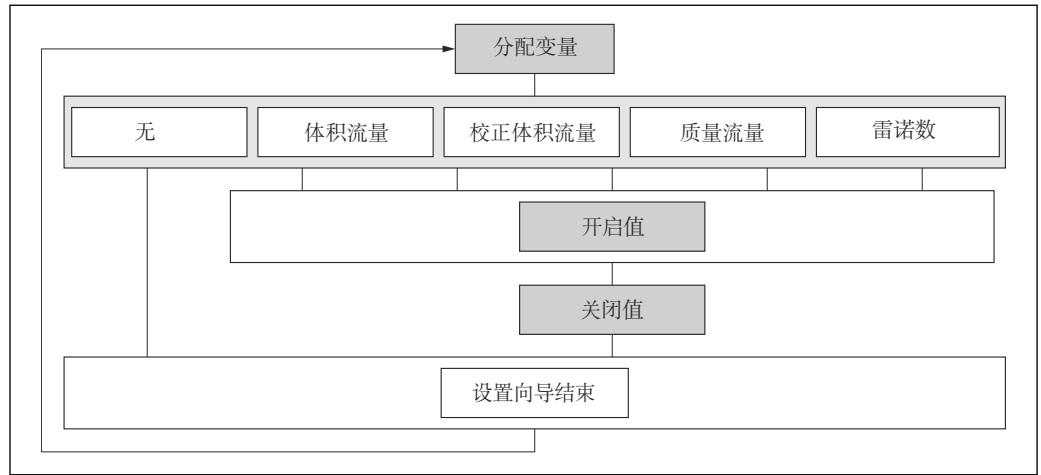 分配变量
无
体积流量
校正体积流量
质量流量
雷诺数
开启值
关闭值
设置向导结束